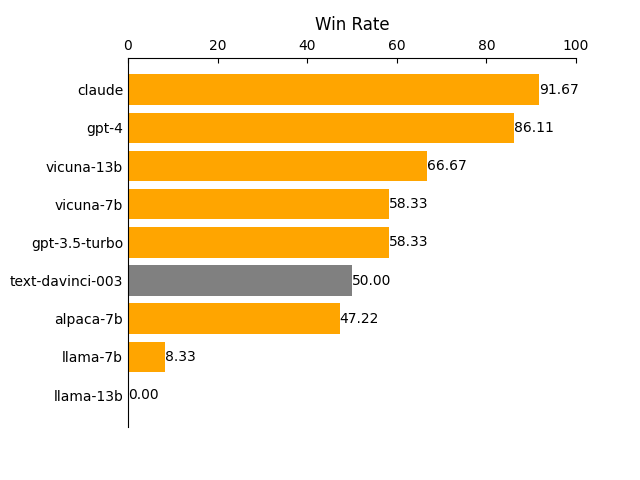 Win Rate
0 20 40 60 80 100
claude 91.67
gpt-4 86.11
vicuna-13b 66.67
vicuna-7b 58.33
gpt-3.5-turbo 58.33
text-davinci-003 50.00
alpaca-7b 47.22
llama-7b 8.33
llama-13b 0.00